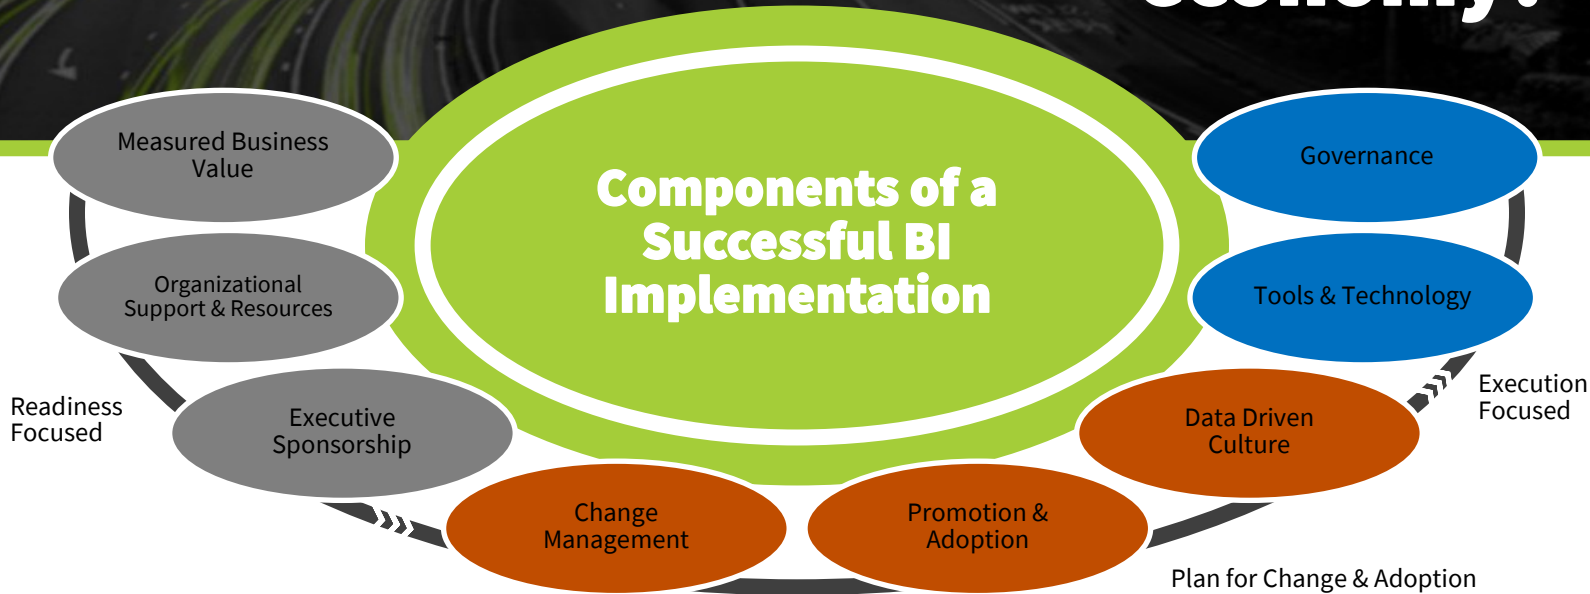 economy?
Components of a
Successful BI
Implementation
Measured Business
Value
Organizational
Support & Resources
Executive
Sponsorship
Readiness
Focused
Change
Management
Promotion &
Adoption
Data Driven
Culture
Tools & Technology
Governance
Execution
Focused
Plan for Change & Adoption